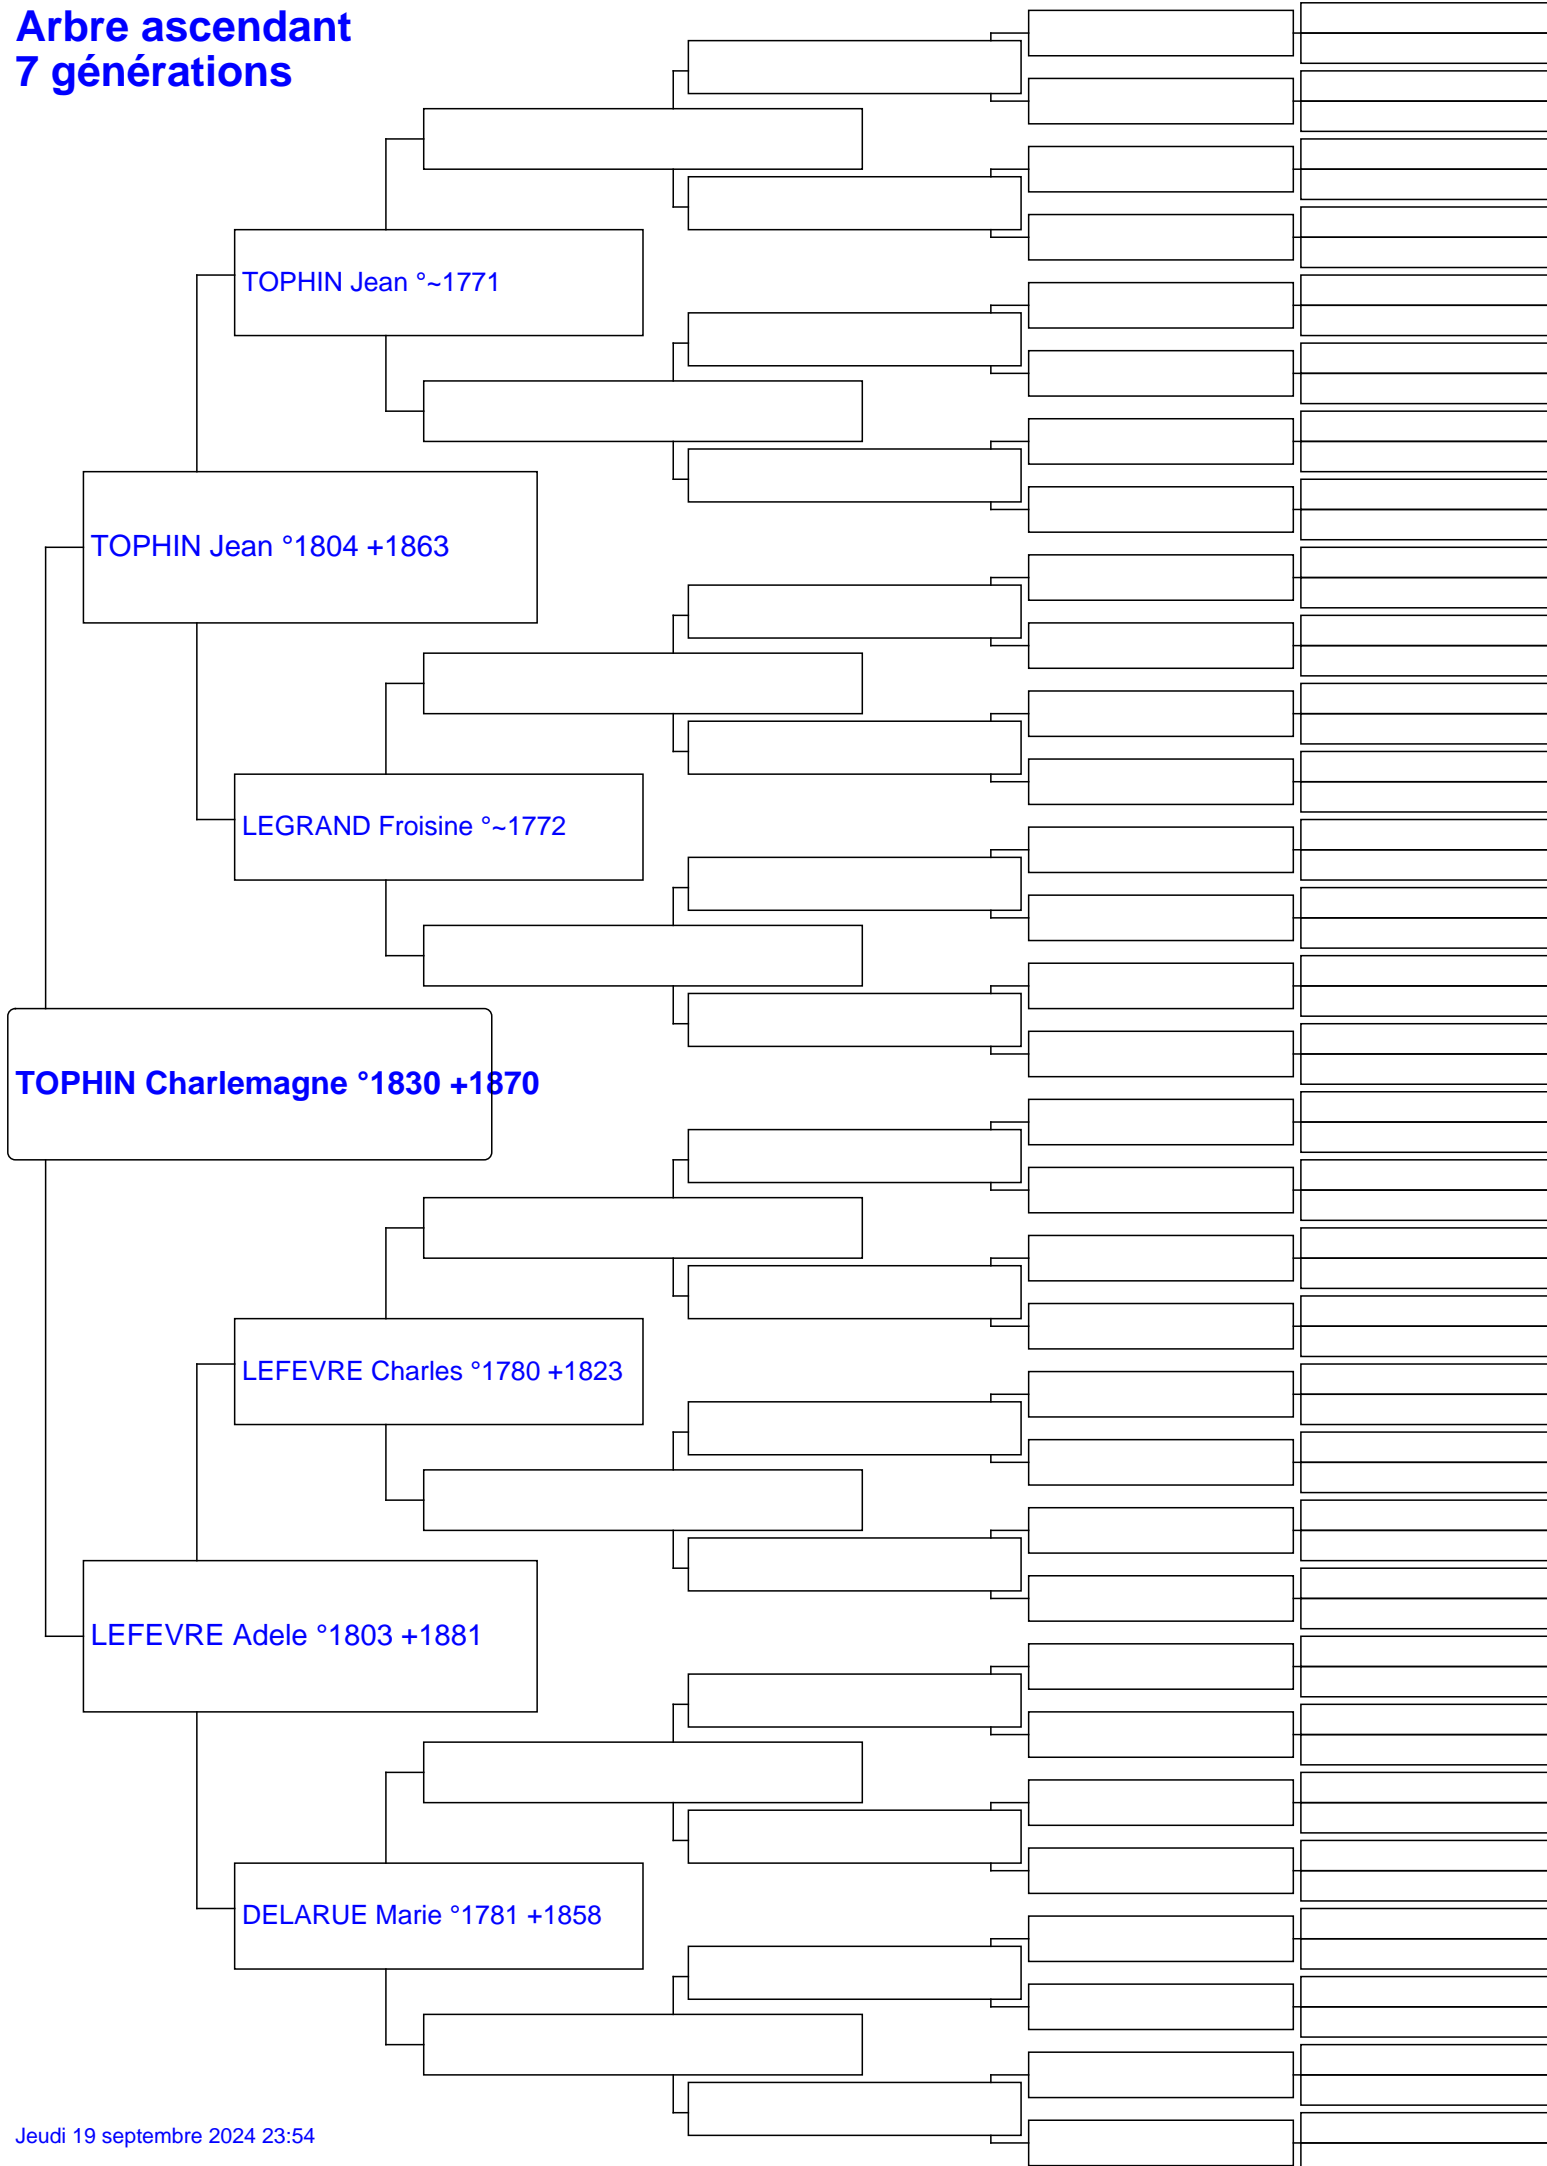 Arbre ascendant
7 générations
TOPHIN Jean °~1771
TOPHIN Jean °1804 +1863
LEGRAND Froisine °~1772
TOPHIN Charlemagne °1830 +1870
LEFEVRE Charles °1780 +1823
LEFEVRE Adele °1803 +1881
DELARUE Marie °1781 +1858
Jeudi 19 septembre 2024 23:54